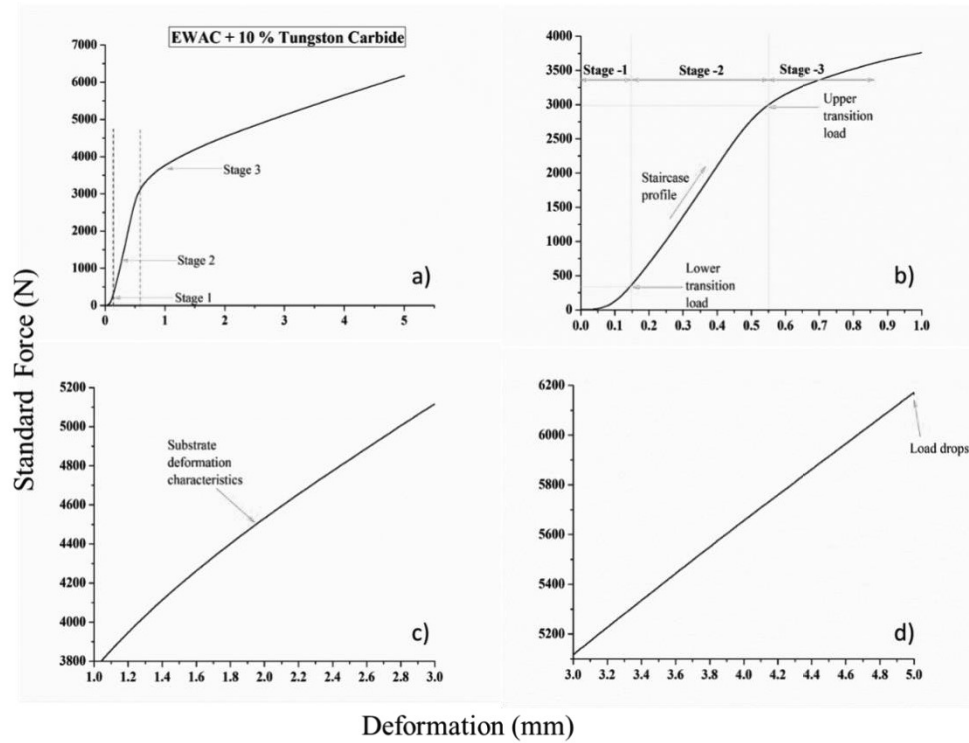 EWAC + 10 % Tungston Carbide
7000
6000
5000
4000
3000
2000
1000
0
0 1 2 3 4 5
Stage 3
Stage 2
Stage 1
a)
4000
3500
3000
2500
2000
1500
1000
500
0
0.0 0.1 0.2 0.3 0.4 0.5 0.6 0.7 0.8 0.9 1.0
Stage -1 Stage -2 Stage -3
Upper
transition
load
Staircase
profile
Lower
transition
load
b)
Standard Force (N)
5200
5000
4800
4600
4400
4200
4000
3800
1.0 1.2 1.4 1.6 1.8 2.0 2.2 2.4 2.6 2.8 3.0
Substrate
deformation
characteristics
c)
6200
6000
5800
5600
5400
5200
3.0 3.2 3.4 3.6 3.8 4.0 4.2 4.4 4.6 4.8 5.0
Load drops
d)
Deformation (mm)